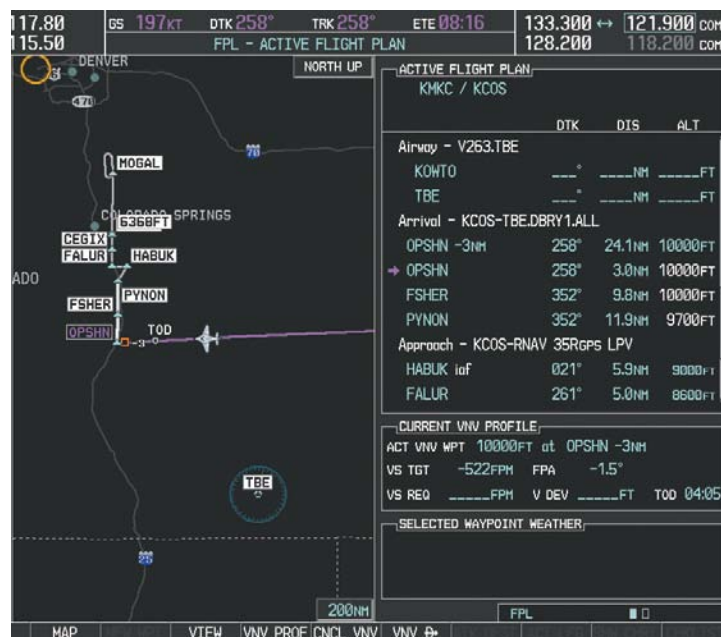 117.80 GS 197KT DTK 258° TRK 258° ETE 08:16 133.300 ↔ 121.900 COM
115.50 FPL - ACTIVE FLIGHT PLAN 128.200 118.200 COM
DENVER
NORTH UP
470
70
MOGAL
COLORADO SPRINGS
6368FT
CEGIX
FALUR HABUK
ADO
PYNON
FSHER
OPSHN -3 TOD
TBE
25
200NM
ACTIVE FLIGHT PLAN
KMKC / KCOS
DTK DIS ALT
Airway - V263.TBE
KOWTO ___° ____NM _____FT
TBE ___° ____NM _____FT
Arrival - KCOS-TBE.DBRY1.ALL
OPSHN -3NM 258° 24.1NM 10000FT
OPSHN 258° 3.0NM 10000FT
FSHER 352° 9.8NM 10000FT
PYNON 352° 11.9NM 9700FT
Approach - KCOS-RNAV 35RGPS LPV
HABUK iaf 021° 5.9NM 9000FT
FALUR 261° 5.0NM 8600FT
CURRENT VNV PROFILE
ACT VNV WPT 10000FT at OPSHN -3NM
VS TGT -522FPM FPA -1.5°
VS REQ _____FPM V DEV _____FT TOD 04:05
SELECTED WAYPOINT WEATHER
FPL
MAP VIEW VNV PROF CNCL VNV VNV D→